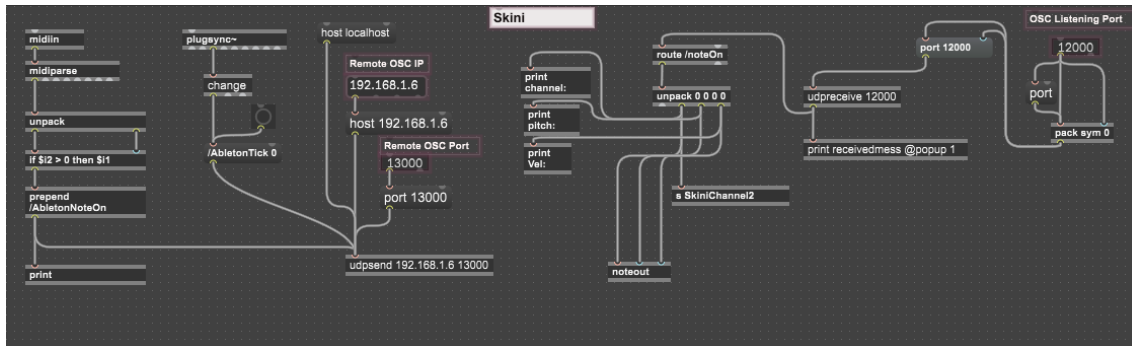 Skini
midiin
midiparse
unpack
if $i2 > 0 then $i1
prepend
/AbletonNoteOn
print
plugsync~
change
/AbletonTick 0
host localhost
Remote OSC IP
192.168.1.6
host 192.168.1.6
Remote OSC Port
13000
port 13000
udpsend 192.168.1.6 13000
print
channel:
print
pitch:
print
Vel:
route /noteOn
unpack 0 0 0 0
s SkiniChannel2
noteout
udpreceive 12000
print receivedmess @popup 1
port 12000
OSC Listening Port
12000
port
pack sym 0